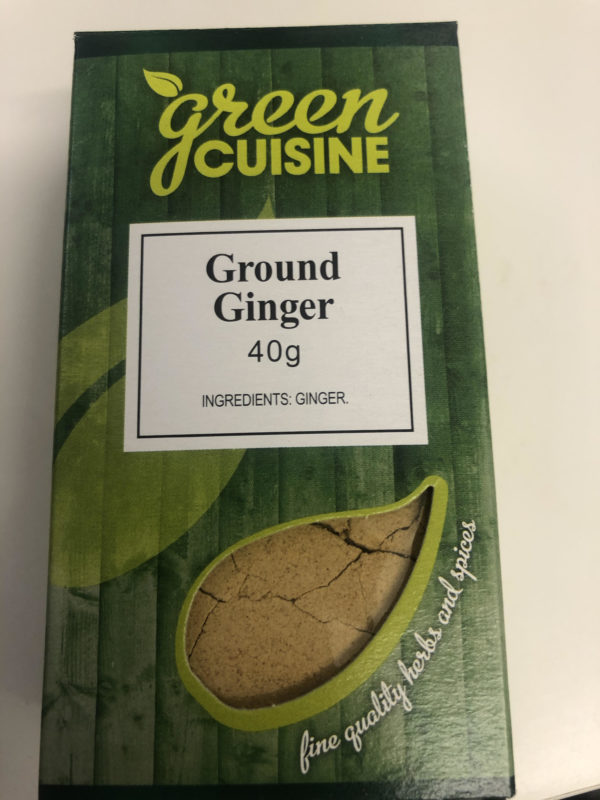 green
CUISINE
Ground
Ginger
40g
INGREDIENTS: GINGER.
fine quality herbs and spices